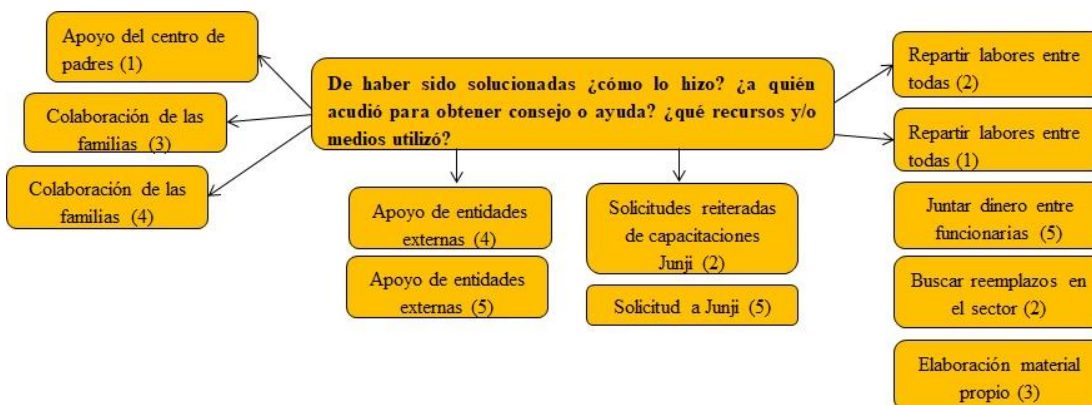 Apoyo del centro de
padres (1)
Colaboración de las
familias (3)
Colaboración de las
familias (4)
De haber sido solucionadas ¿cómo lo hizo? ¿a quién
acudió para obtener consejo o ayuda? ¿qué recursos y/o
medios utilizó?
Apoyo de entidades
externas (4)
Apoyo de entidades
externas (5)
Solicitudes reiteradas
de capacitaciones
Junji (2)
Solicitud a Junji (5)
Repartir labores entre
todas (2)
Repartir labores entre
todas (1)
Juntar dinero entre
funcionarias (5)
Buscar reemplazos en
el sector (2)
Elaboración material
propio (3)